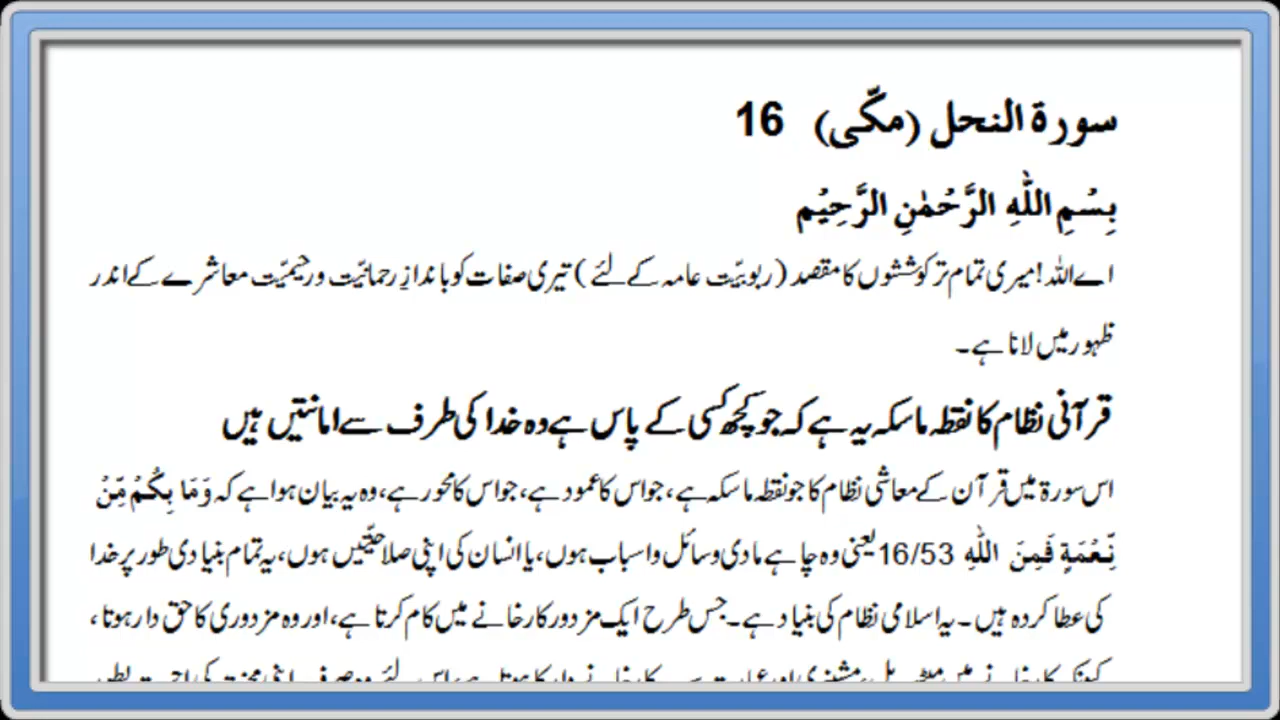 سورۃ النحل (مکّی) 16
بِسْمِ اللّٰہِ الرَّحْمٰنِ الرَّحِیْمِ
اے اللہ! میری تمام تر کوششوں کا مقصد (ربوبیّت عامہ کے لئے) تیری صفات کو باندازِ رحمانیّت و رحیمیّت معاشرے کے اندر
ظہور میں لانا ہے۔
قرآنی نظام کا نقطہ ماسکہ یہ ہے کہ جو کچھ کسی کے پاس ہے وہ خدا کی طرف سے امانتیں ہیں
اس سورۃ میں قرآن کے معاشی نظام کا جو نقطہ ماسکہ ہے، جو اس کا عمود ہے، جو اس کا محور ہے، وہ یہ بیان ہوا ہے کہ وَمَا بِکُمْ مِّنْ
نِّعْمَةٍ فَمِنَ اللّٰهِ 16/53 یعنی وہ چاہے مادی وسائل و اسباب ہوں، یا انسان کی اپنی صلاحیّتیں ہوں، یہ تمام بنیادی طور پر خدا
کی عطا کردہ ہیں۔ یہ اسلامی نظام کی بنیاد ہے۔ جس طرح ایک مزدور کارخانے میں کام کرتا ہے، اور وہ مزدوری کا حق دار ہوتا،